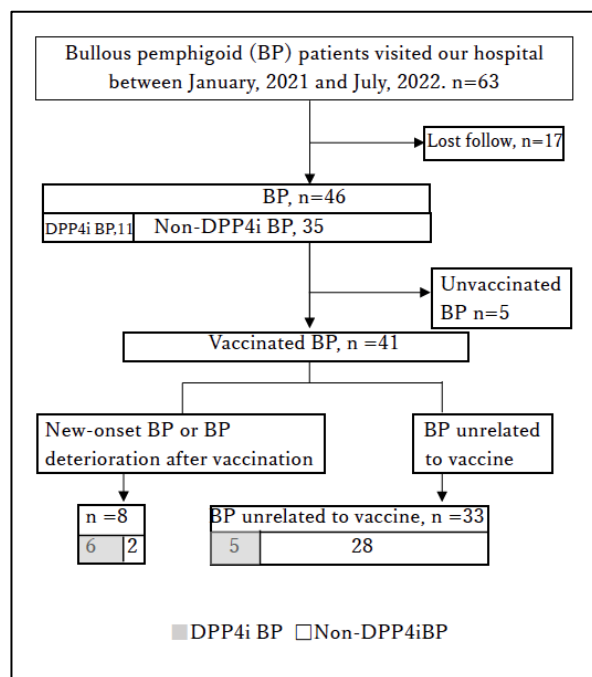 Bullous pemphigoid (BP) patients visited our hospital
between January, 2021 and July, 2022. n=63
Lost follow, n=17
BP, n=46
DPP4i BP,11 Non-DPP4i BP, 35
Unvaccinated
BP n=5
Vaccinated BP, n =41
New-onset BP or BP
deterioration after vaccination
BP unrelated
to vaccine
n =8
6 2
BP unrelated to vaccine, n =33
5 28
DPP4i BP Non-DPP4iBP